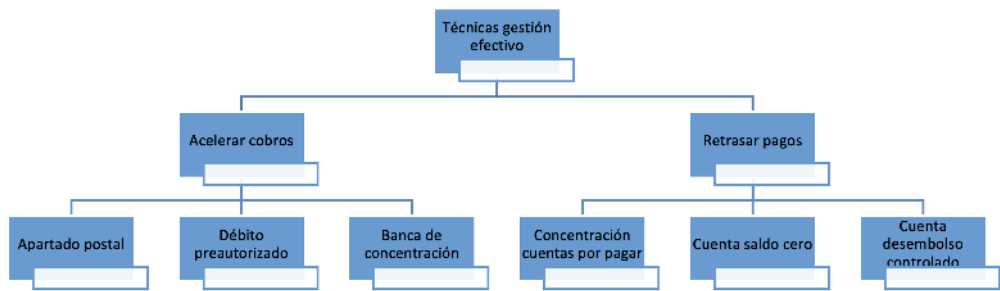 Técnicas gestión
efectivo
Acelerar cobros
Retrasar pagos
Apartado postal
Débito
preautorizado
Banca de
concentración
Concentración
cuentas por pagar
Cuenta saldo cero
Cuenta
desembolso
controlado